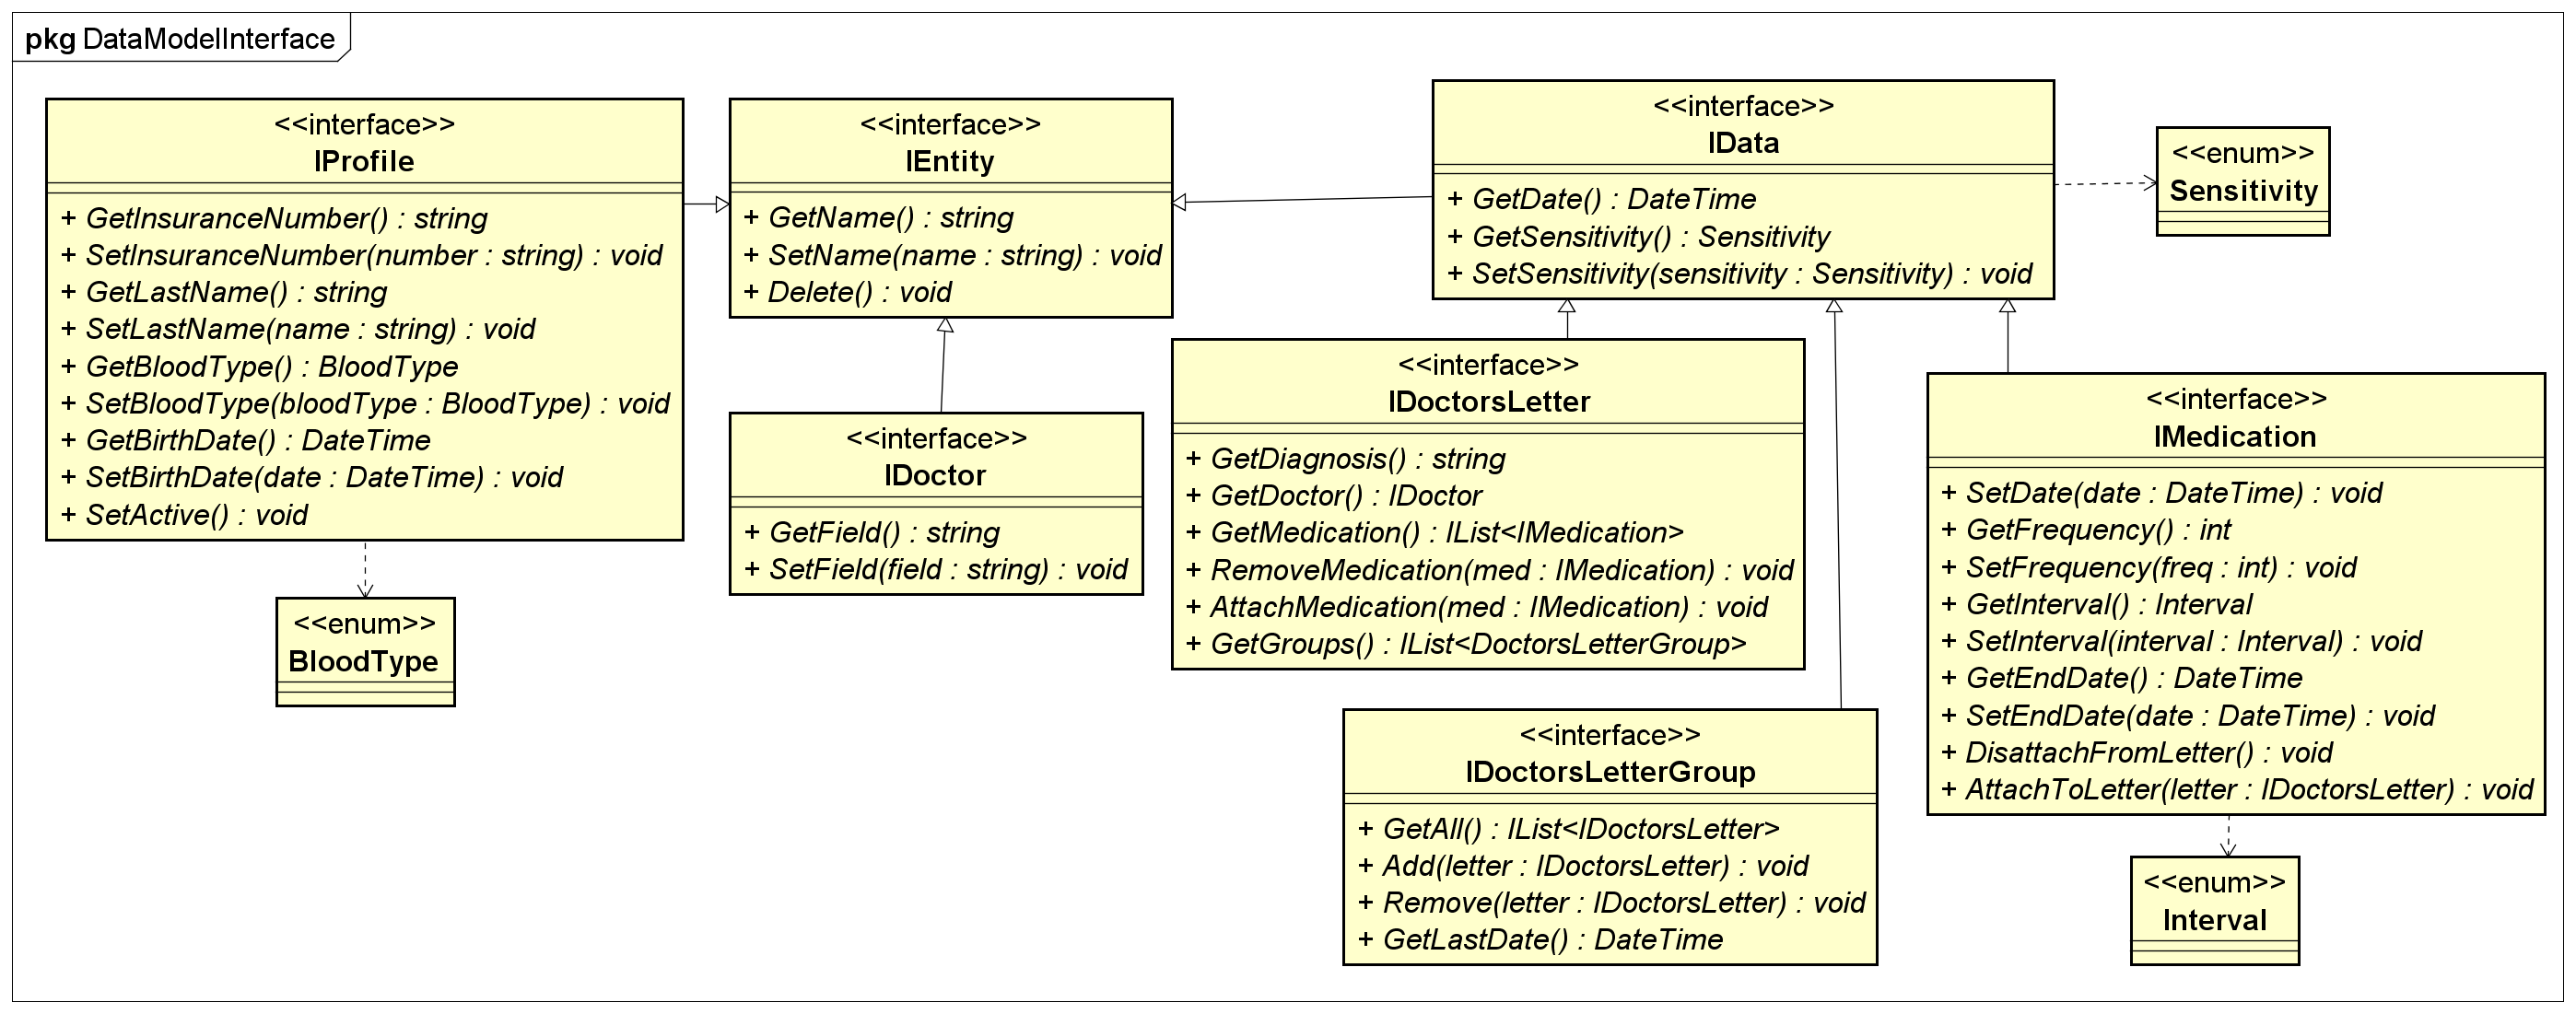 pkg DataModelInterface
<<interface>>
IProfile
+ GetInsuranceNumber() : string
+ SetInsuranceNumber(number : string) : void
+ GetLastName() : string
+ SetLastName(name : string) : void
+ GetBloodType() : BloodType
+ SetBloodType(bloodType : BloodType) : void
+ GetBirthDate() : DateTime
+ SetBirthDate(date : DateTime) : void
+ SetActive() : void
<<enum>>
BloodType
<<interface>>
IEntity
+ GetName() : string
+ SetName(name : string) : void
+ Delete() : void
<<interface>>
IDoctor
+ GetField() : string
+ SetField(field : string) : void
<<interface>>
IData
+ GetDate() : DateTime
+ GetSensitivity() : Sensitivity
+ SetSensitivity(sensitivity : Sensitivity) : void
<<enum>>
Sensitivity
<<interface>>
IDoctorsLetter
+ GetDiagnosis() : string
+ GetDoctor() : IDoctor
+ GetMedication() : IList<IMedication>
+ RemoveMedication(med : IMedication) : void
+ AttachMedication(med : IMedication) : void
+ GetGroups() : IList<DoctorsLetterGroup>
<<interface>>
IDoctorsLetterGroup
+ GetAll() : IList<IDoctorsLetter>
+ Add(letter : IDoctorsLetter) : void
+ Remove(letter : IDoctorsLetter) : void
+ GetLastDate() : DateTime
<<interface>>
IMedication
+ SetDate(date : DateTime) : void
+ GetFrequency() : int
+ SetFrequency(freq : int) : void
+ GetInterval() : Interval
+ SetInterval(interval : Interval) : void
+ GetEndDate() : DateTime
+ SetEndDate(date : DateTime) : void
+ DisattachFromLetter() : void
+ AttachToLetter(letter : IDoctorsLetter) : void
<<enum>>
Interval